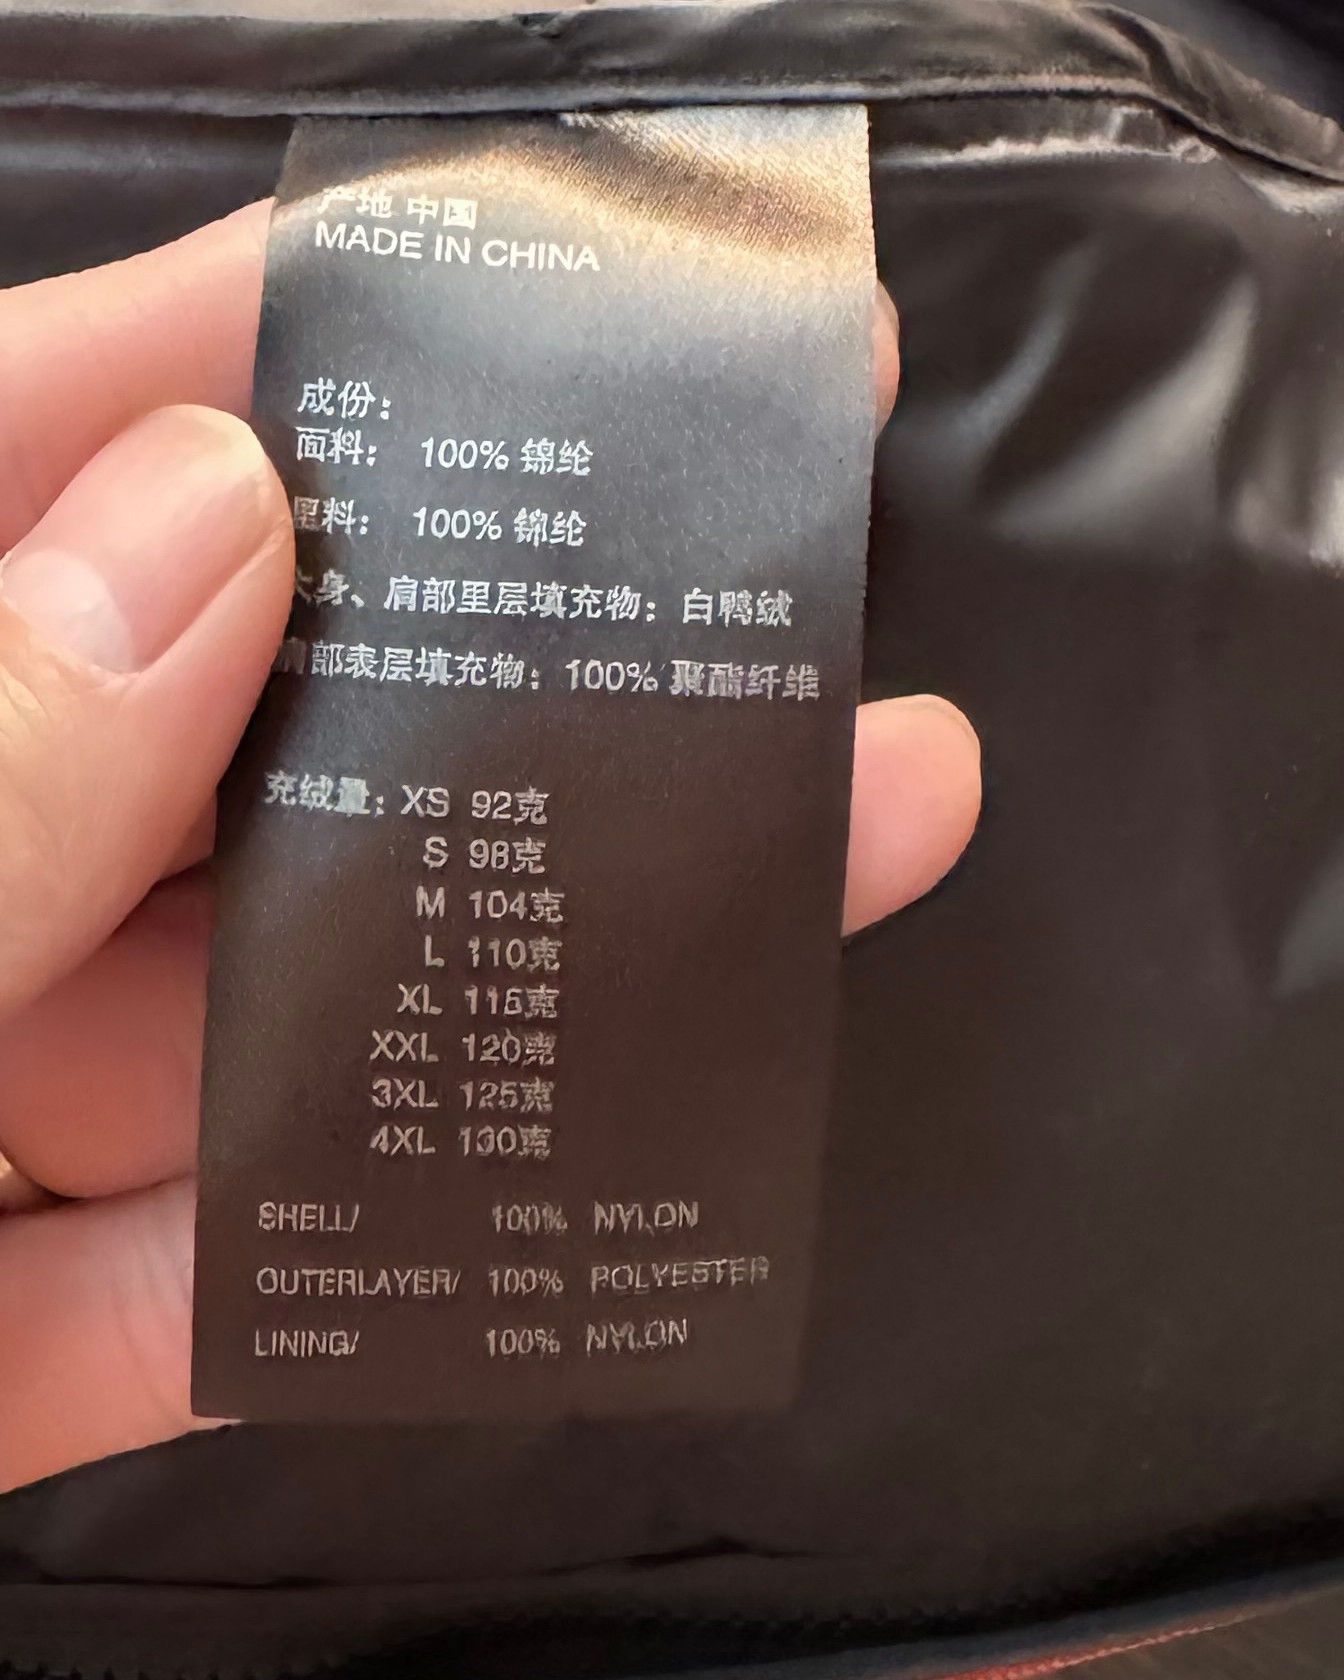 产地 中国
MADE IN CHINA
成份:
面料: 100% 锦纶
里料: 100% 锦纶
大身、肩部里层填充物: 白鸭绒
肩部表层填充物: 100% 聚酯纤维
充绒量: XS 92克
S 98克
M 104克
L 110克
XL 115克
XXL 120克
3XL 125克
4XL 130克
SHELL/ 100% NYLON
OUTERLAYER/ 100% POLYESTER
LINING/ 100% NYLON